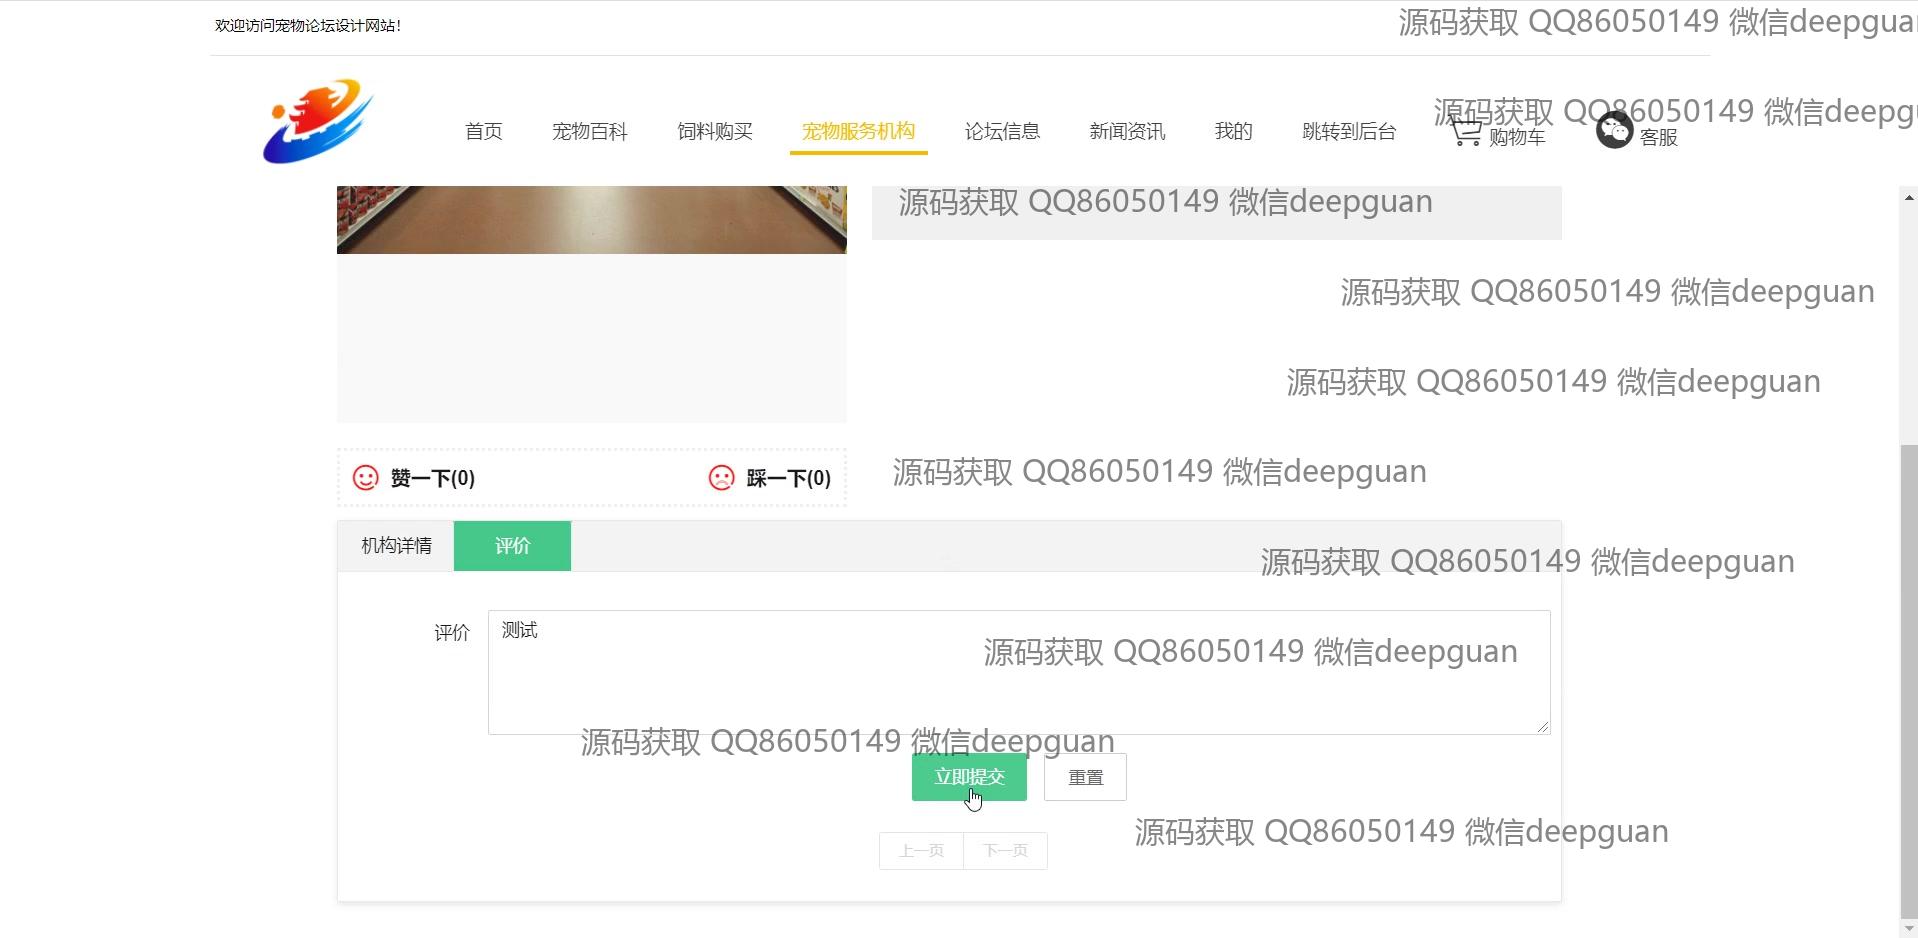 欢迎访问宠物论坛设计网站！
源码获取 QQ86050149 微信deepgua
源码获取 QQ86050149 微信deepg
首页 宠物百科 饲料购买 宠物服务机构 论坛信息 新闻资讯 我的 跳转到后台 购物车 客服
源码获取 QQ86050149 微信deepguan
源码获取 QQ86050149 微信deepguan
源码获取 QQ86050149 微信deepguan
赞一下(0) 踩一下(0) 源码获取 QQ86050149 微信deepguan
机构详情 评价
源码获取 QQ86050149 微信deepguan
评价 测试
源码获取 QQ86050149 微信deepguan
源码获取 QQ86050149 微信deepguan
立即提交 重置
源码获取 QQ86050149 微信deepguan
上一页 下一页